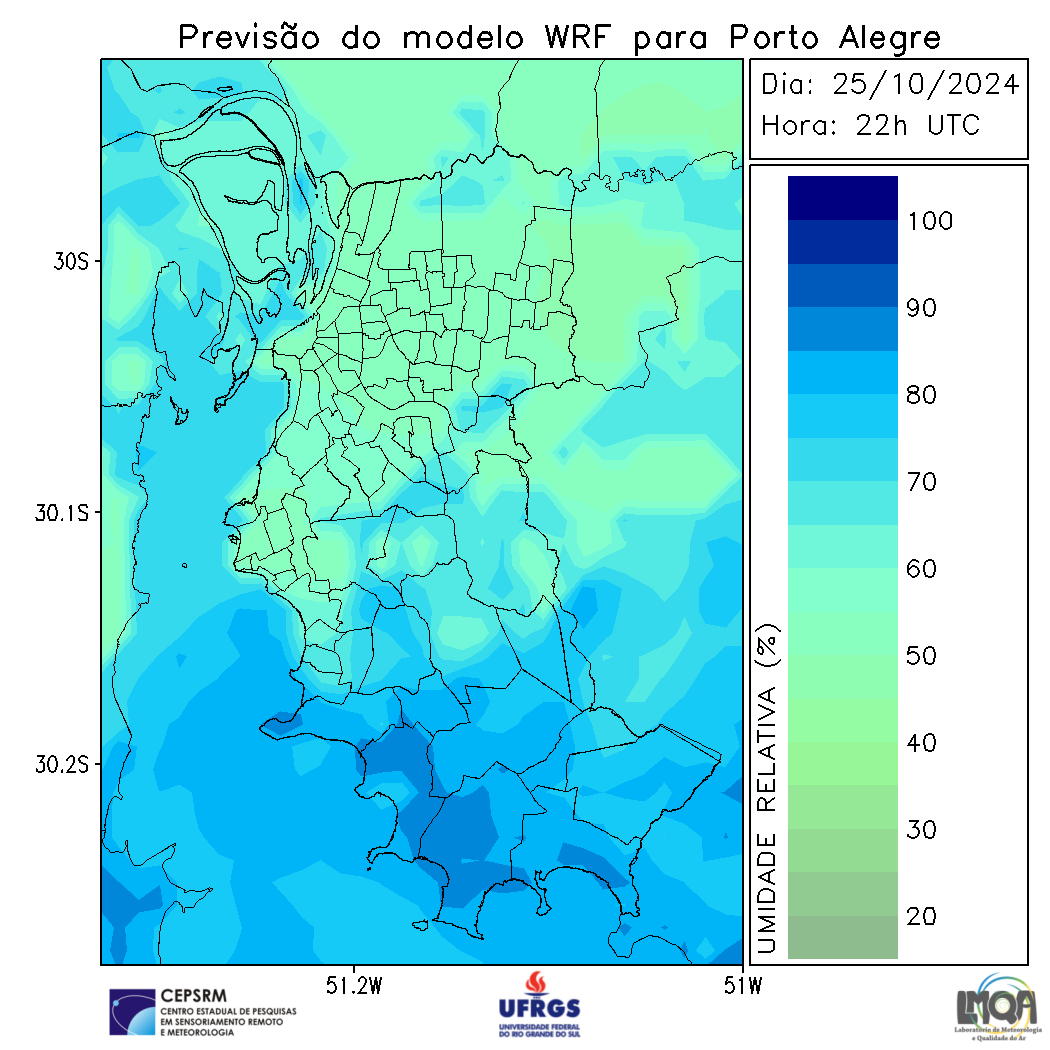 Previsão do modelo WRF para Porto Alegre
Dia: 25/10/2024
Hora: 22h UTC
30S
30.1S
30.2S
51.2W
51W
UMIDADE RELATIVA (%)
100
90
80
70
60
50
40
30
20
CEPSRM
CENTRO ESTADUAL DE PESQUISAS
EM SENSORIAMENTO REMOTO
E METEOROLOGIA
UFRGS
UNIVERSIDADE FEDERAL
DO RIO GRANDE DO SUL
LMQA
Laboratório de Meteorologia
e Qualidade do Ar